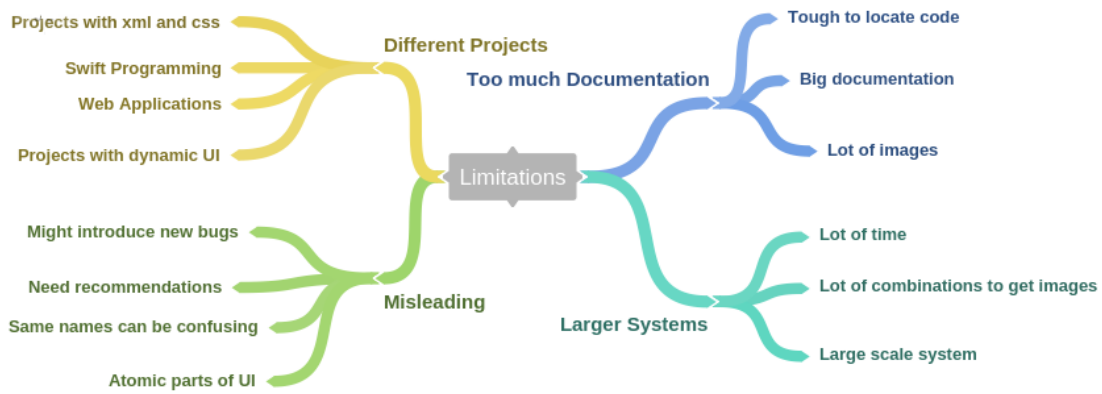 Projects with xml and css
Swift Programming
Web Applications
Projects with dynamic UI
Different Projects
Might introduce new bugs
Need recommendations
Same names can be confusing
Atomic parts of UI
Misleading
Limitations
Too much Documentation
Tough to locate code
Big documentation
Lot of images
Larger Systems
Lot of time
Lot of combinations to get images
Large scale system